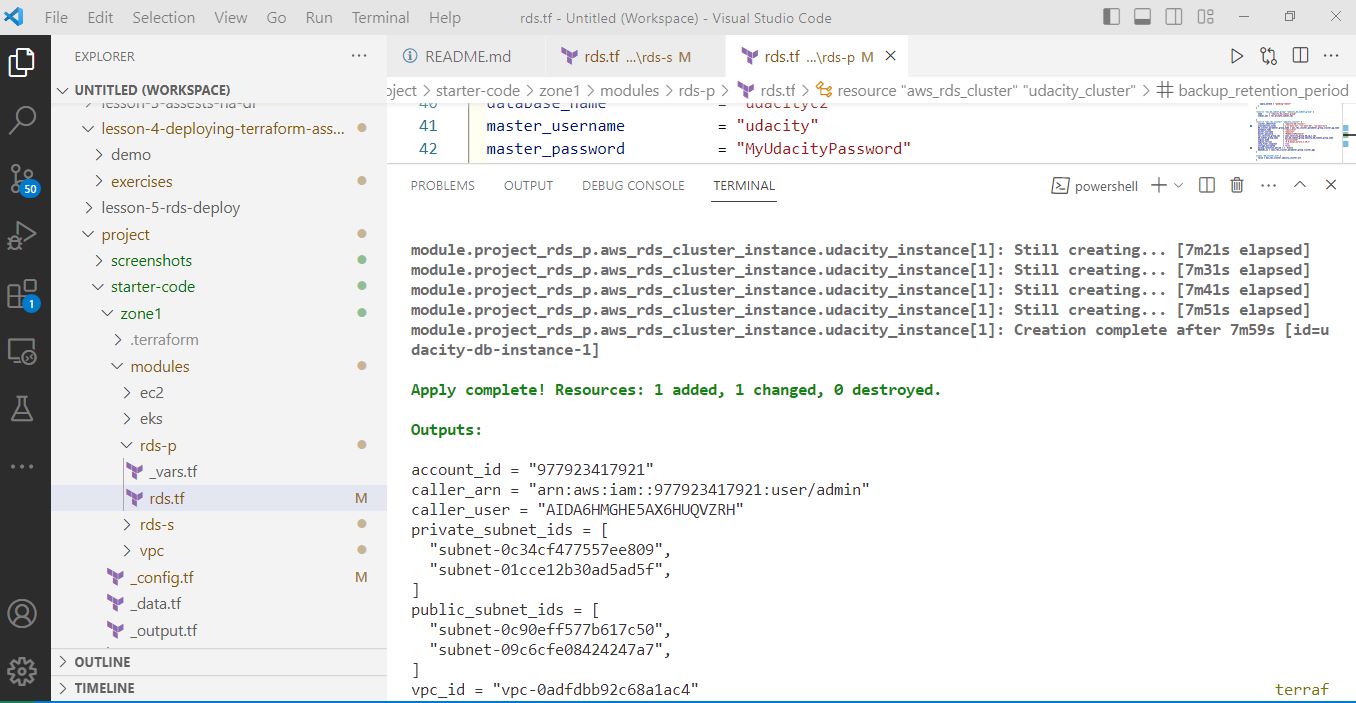 File Edit Selection View Go Run Terminal Help rds.tf - Untitled (Workspace) - Visual Studio Code
EXPLORER
UNTITLED (WORKSPACE)
lesson-3-assests-ha-dr
lesson-4-deploying-terraform-ass...
demo
exercises
lesson-5-rds-deploy
project
screenshots
starter-code
zone1
.terraform
modules
ec2
eks
rds-p
_vars.tf
rds.tf M
rds-s
vpc
_config.tf M
_data.tf
_output.tf
OUTLINE
TIMELINE
50
1
README.md rds.tf ...\rds-s M rds.tf ...\rds-p M
oject > starter-code > zone1 > modules > rds-p > rds.tf > resource "aws_rds_cluster" "udacity_cluster" > backup_retention_period
40 database_name = "udacityc2"
41 master_username = "udacity"
42 master_password = "MyUdacityPassword"
PROBLEMS OUTPUT DEBUG CONSOLE TERMINAL powershell
module.project_rds_p.aws_rds_cluster_instance.udacity_instance[1]: Still creating... [7m21s elapsed]
module.project_rds_p.aws_rds_cluster_instance.udacity_instance[1]: Still creating... [7m31s elapsed]
module.project_rds_p.aws_rds_cluster_instance.udacity_instance[1]: Still creating... [7m41s elapsed]
module.project_rds_p.aws_rds_cluster_instance.udacity_instance[1]: Still creating... [7m51s elapsed]
module.project_rds_p.aws_rds_cluster_instance.udacity_instance[1]: Creation complete after 7m59s [id=u
dacity-db-instance-1]
Apply complete! Resources: 1 added, 1 changed, 0 destroyed.
Outputs:
account_id = "977923417921"
caller_arn = "arn:aws:iam::977923417921:user/admin"
caller_user = "AIDA6HMGHE5AX6HUQVZRH"
private_subnet_ids = [
"subnet-0c34cf477557ee809",
"subnet-01cce12b30ad5ad5f",
]
public_subnet_ids = [
"subnet-0c90eff577b617c50",
"subnet-09c6cfe08424247a7",
]
vpc_id = "vpc-0adfdbb92c68a1ac4"
terraf